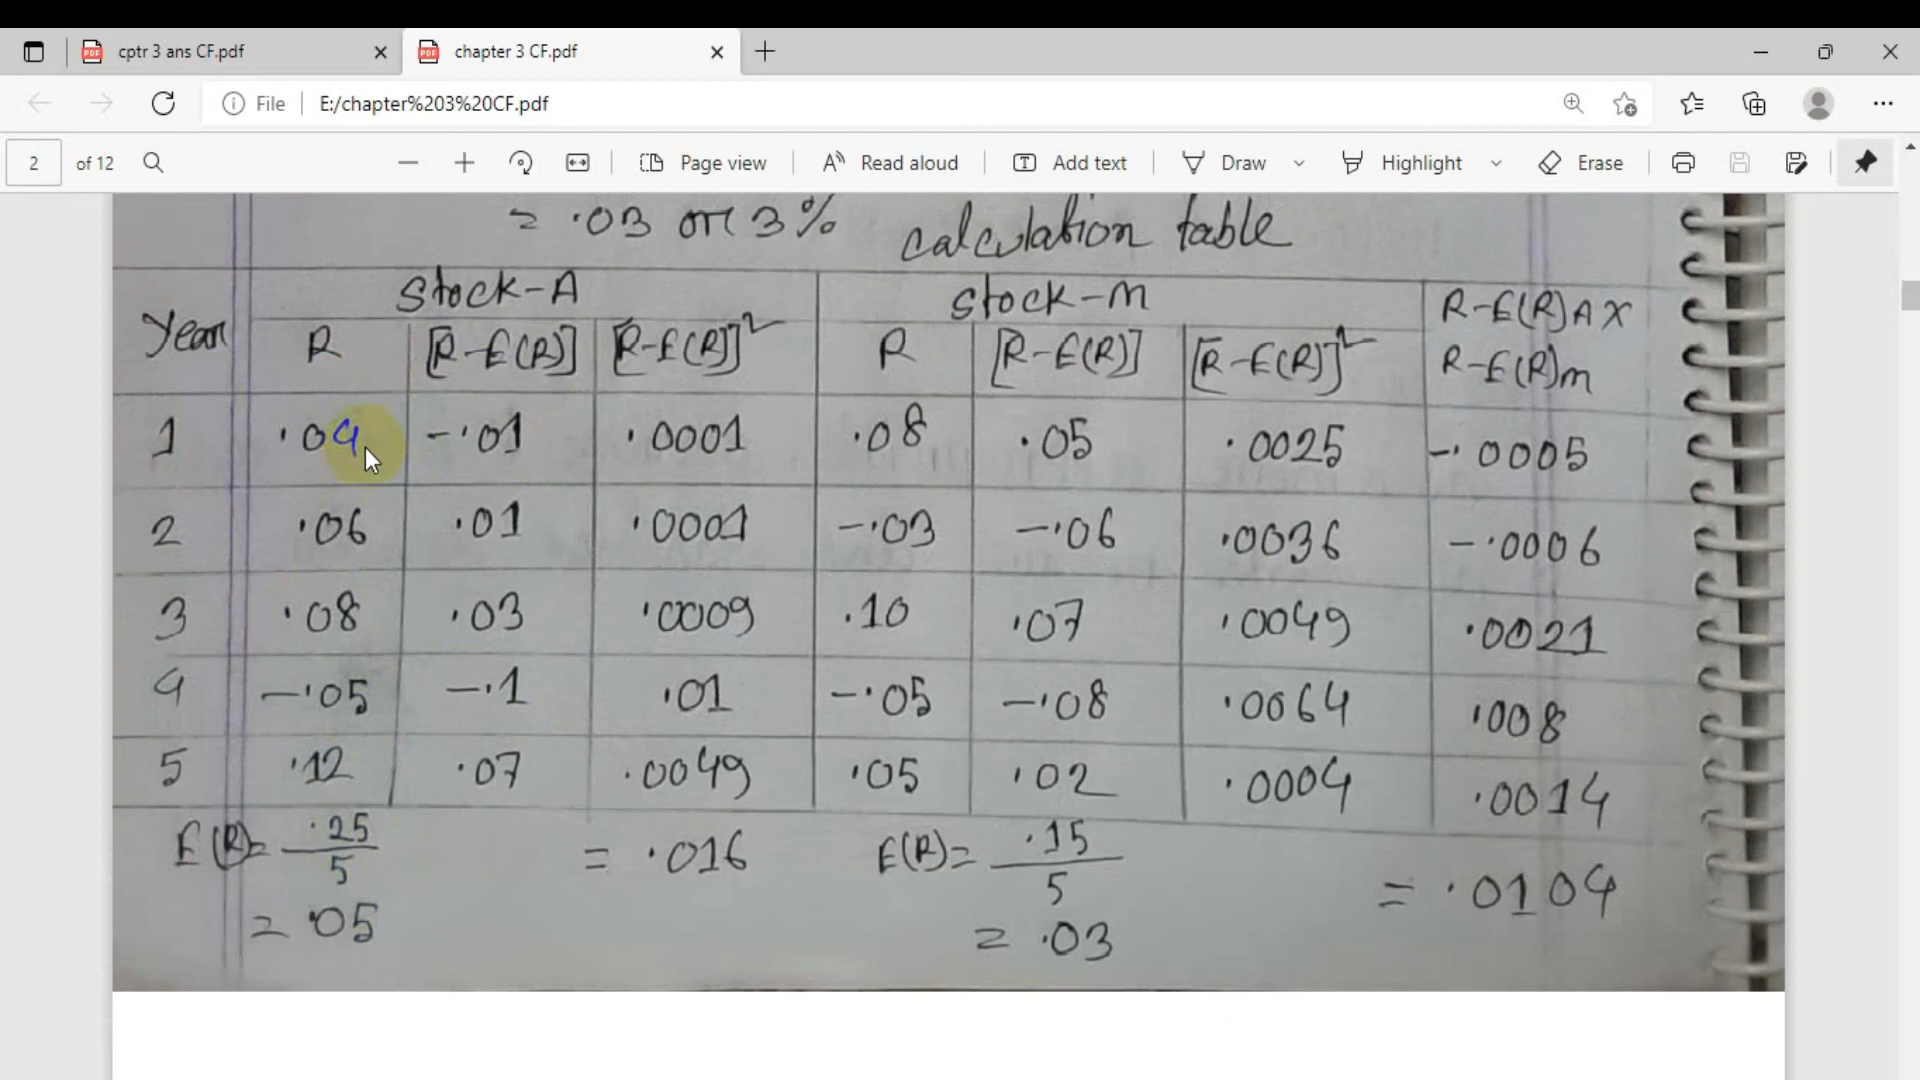 cptr 3 ans CF.pdf
chapter 3 CF.pdf
File
E:/chapter%203%20CF.pdf
2 of 12
Page view
Read aloud
Add text
Draw
Highlight
Erase
= .03 or 3%
calculation table
Year Stock-A Stock-M R-E(R)A X
R-E(R)m
R [R-E(R)] [R-E(R)]² R [R-E(R)] [R-E(R)]²
1 .04 -.01 .0001 .08 .05 .0025 -.0005
2 .06 .01 .0001 -.03 -.06 .0036 -.0006
3 .08 .03 .0009 .10 .07 .0049 .0021
4 -.05 -.1 .01 -.05 -.08 .0064 .008
5 .12 .07 .0049 .05 .02 .0004 .0014
E(R)= .25/5 = .016 E(R)= .15/5 = .0104
= .05 = .03